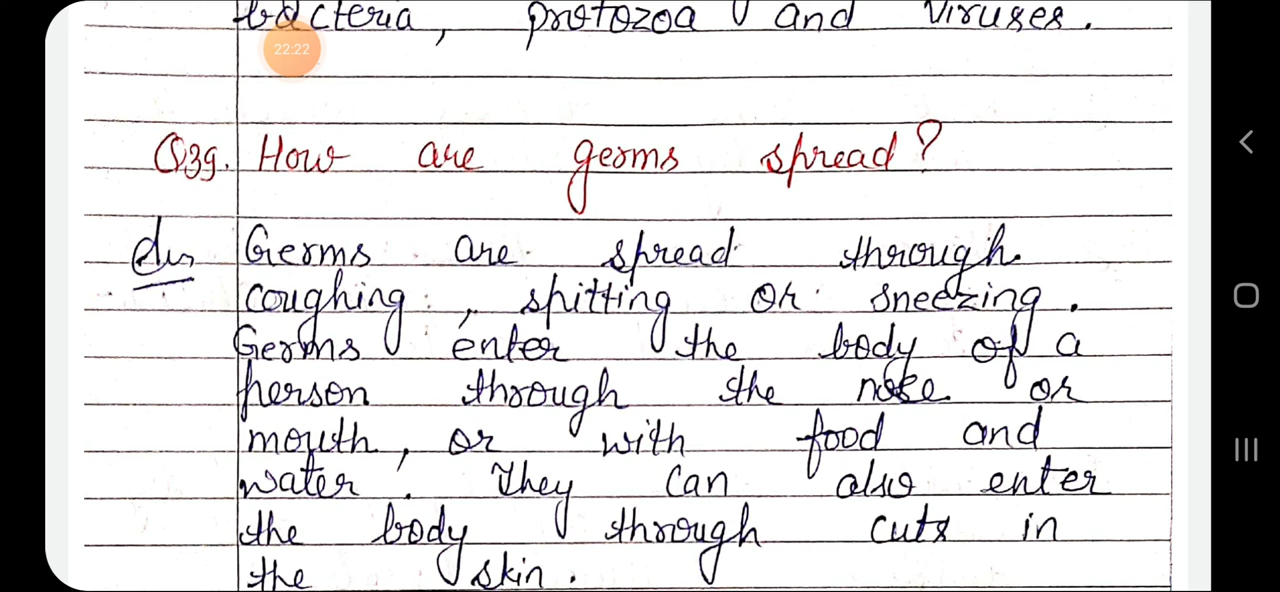 bacteria, protozoa and viruses.
22:22
Q39. How are germs spread?
Ans Germs are spread through
coughing, spitting or sneezing.
Germs enter the body of a
person through the nose or
mouth, or with food and
water. They can also enter
the body through cuts in
the skin.